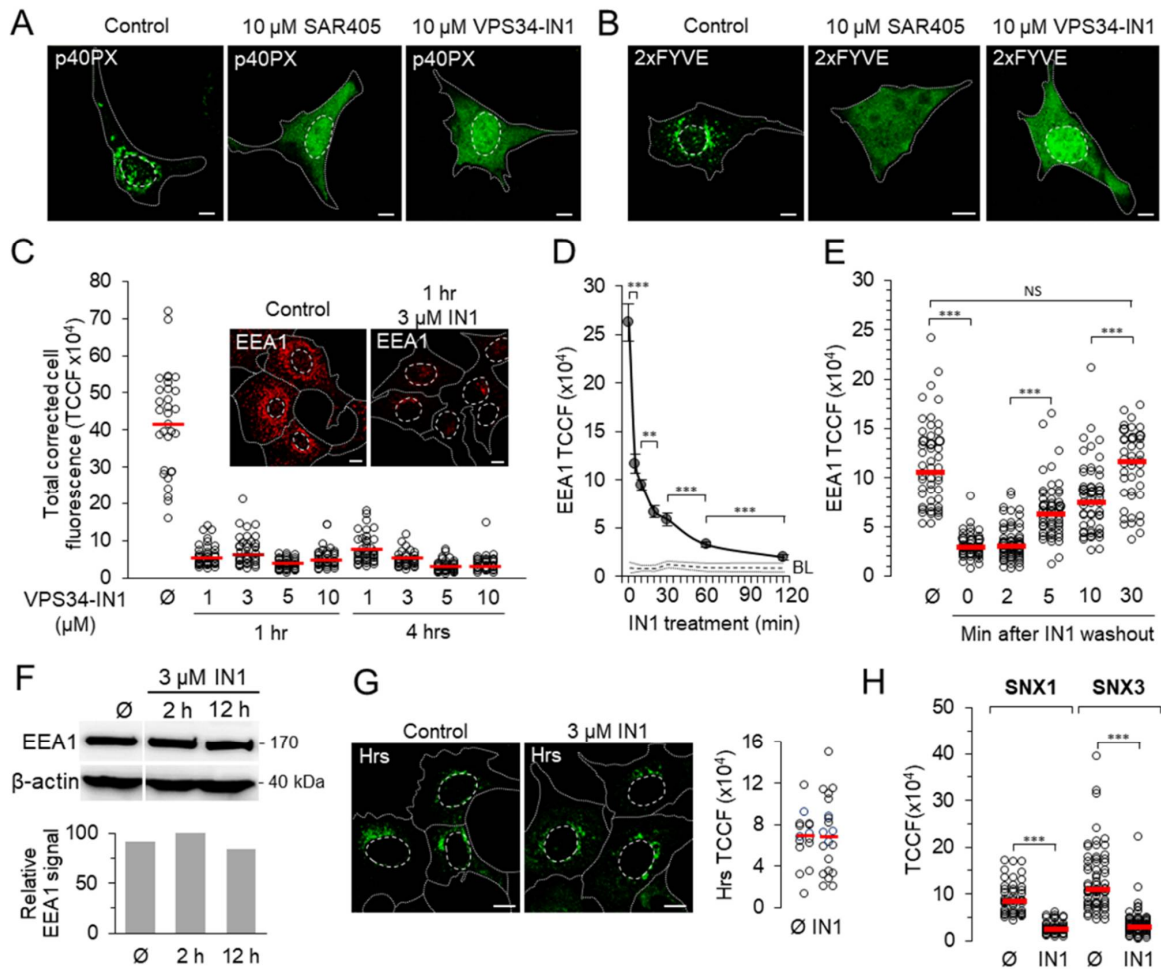 A
Control
10 µM SAR405
10 µM VPS34-IN1
p40PX
p40PX
p40PX
B
Control
10 µM SAR405
10 µM VPS34-IN1
2xFYVE
2xFYVE
2xFYVE
C
Total corrected cell
fluorescence (TCCF x10⁴)
80
70
60
50
40
30
20
10
0
Control
1 hr
3 µM IN1
EEA1
EEA1
VPS34-IN1
(µM)
Ø
1
3
5
10
1
3
5
10
1 hr
4 hrs
D
EEA1 TCCF (x10⁴)
30
25
20
15
10
5
0
***
**
***
***
BL
0
30
60
90
120
IN1 treatment (min)
E
EEA1 TCCF (x10⁴)
30
25
20
15
10
5
0
NS
***
***
***
Ø
0
2
5
10
30
Min after IN1 washout
F
3 µM IN1
Ø
2 h
12 h
EEA1
- 170
β-actin
- 40 kDa
Relative
EEA1 signal
100
75
50
25
0
Ø
2 h
12 h
G
Control
3 µM IN1
Hrs
Hrs
Hrs TCCF (x10⁴)
16
12
8
4
0
Ø IN1
H
SNX1
SNX3
TCCF (x10⁴)
50
40
30
20
10
0
***
***
Ø
IN1
Ø
IN1